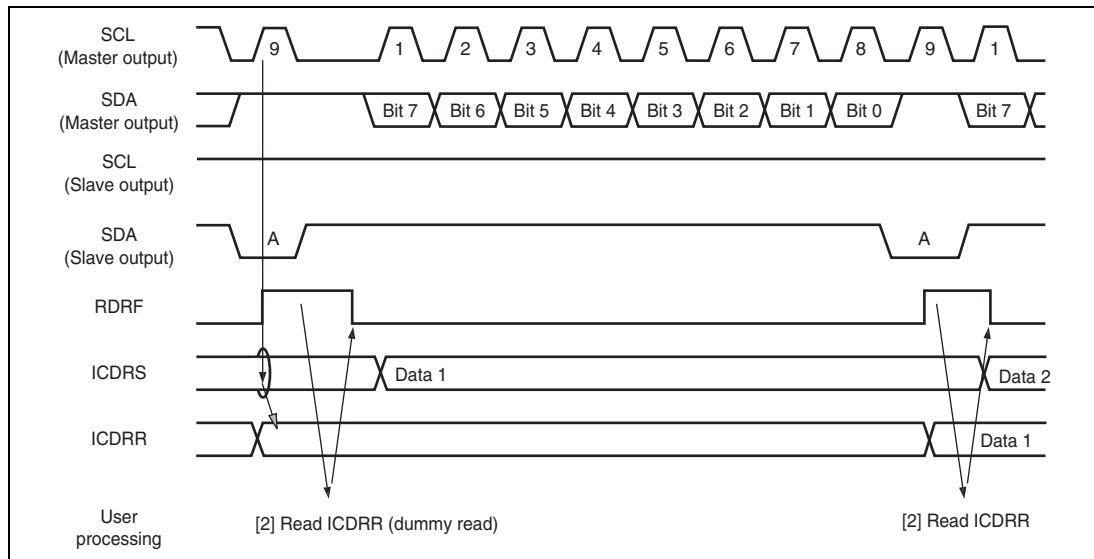 SCL
(Master output)
9 1 2 3 4 5 6 7 8 9 1
SDA
(Master output)
Bit 7 Bit 6 Bit 5 Bit 4 Bit 3 Bit 2 Bit 1 Bit 0 Bit 7
SCL
(Slave output)
SDA
(Slave output)
A A
RDRF
ICDRS
Data 1 Data 2
ICDRR
Data 1
User
processing
[2] Read ICDRR (dummy read) [2] Read ICDRR